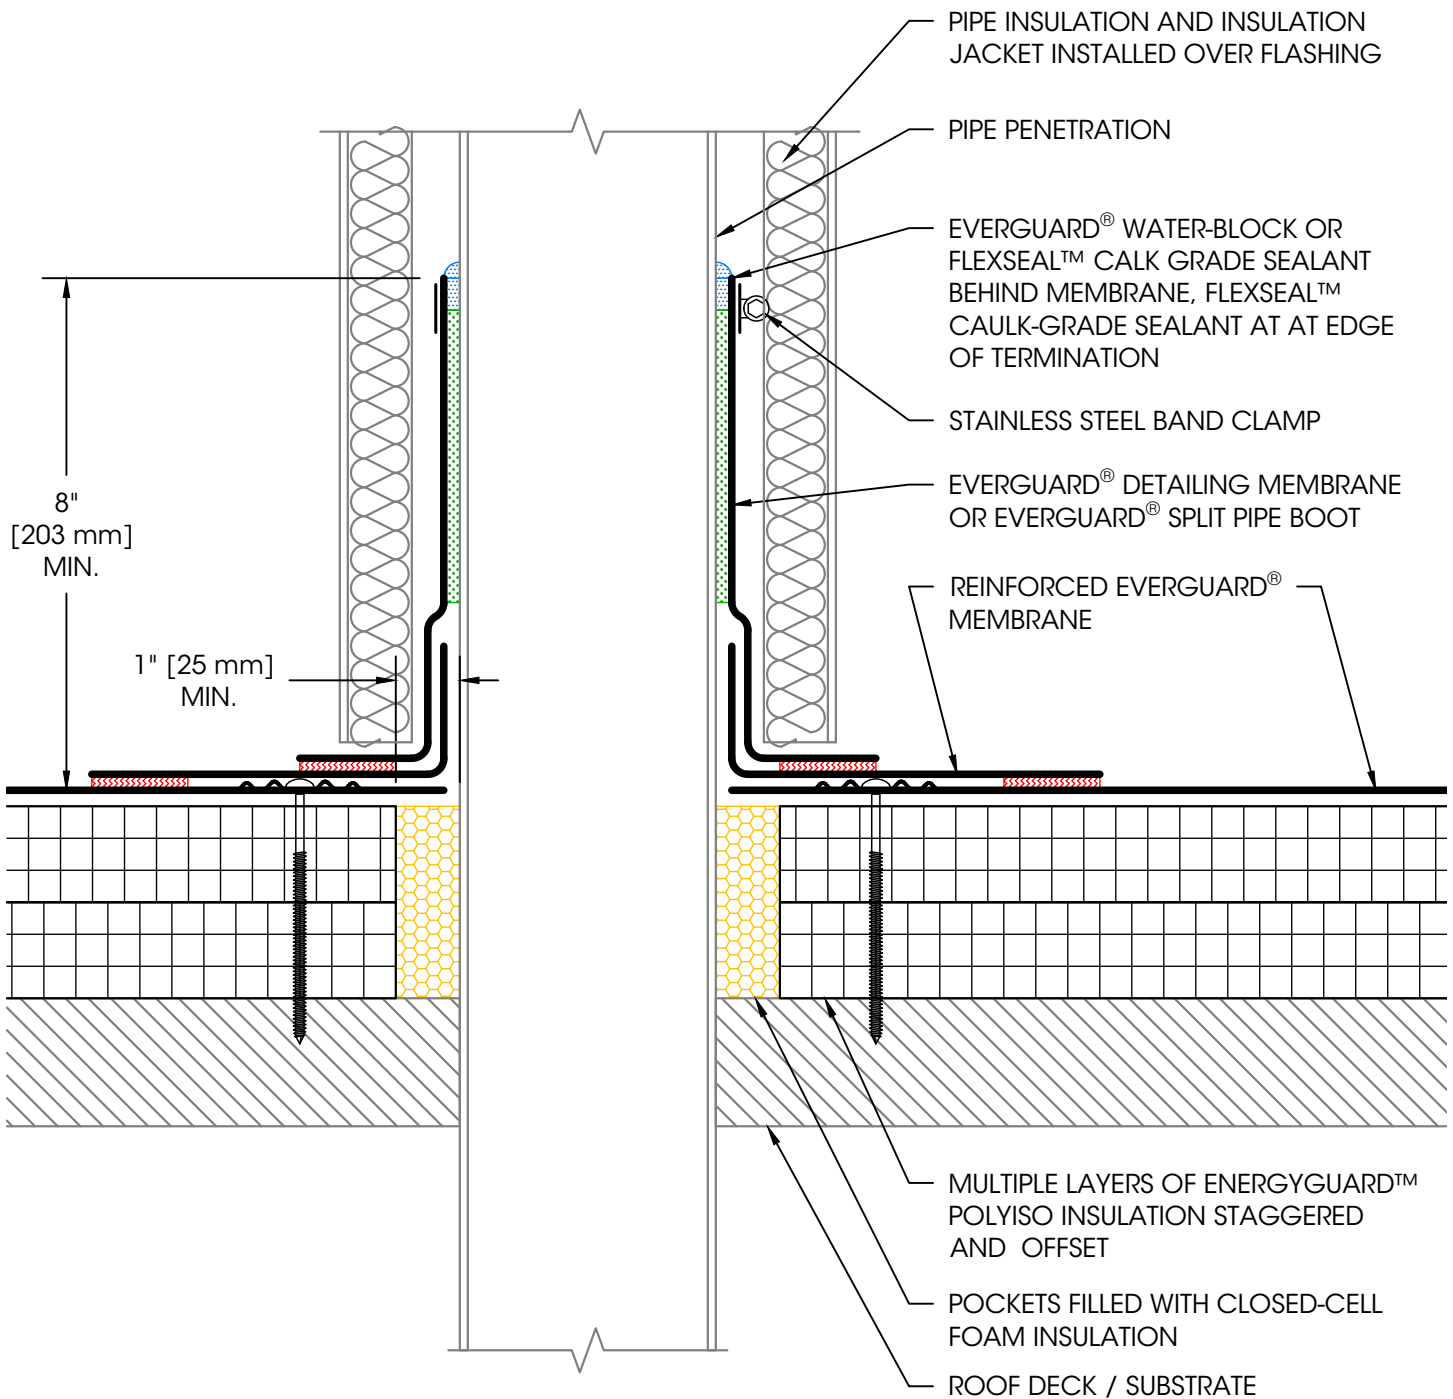 PIPE INSULATION AND INSULATION
JACKET INSTALLED OVER FLASHING
PIPE PENETRATION
EVERGUARD® WATER-BLOCK OR
FLEXSEAL™ CALK GRADE SEALANT
BEHIND MEMBRANE, FLEXSEAL™
CAULK-GRADE SEALANT AT AT EDGE
OF TERMINATION
STAINLESS STEEL BAND CLAMP
EVERGUARD® DETAILING MEMBRANE
OR EVERGUARD® SPLIT PIPE BOOT
8"
[203 mm]
MIN.
REINFORCED EVERGUARD®
MEMBRANE
1" [25 mm]
MIN.
MULTIPLE LAYERS OF ENERGYGUARD™
POLYISO INSULATION STAGGERED
AND OFFSET
POCKETS FILLED WITH CLOSED-CELL
FOAM INSULATION
ROOF DECK / SUBSTRATE